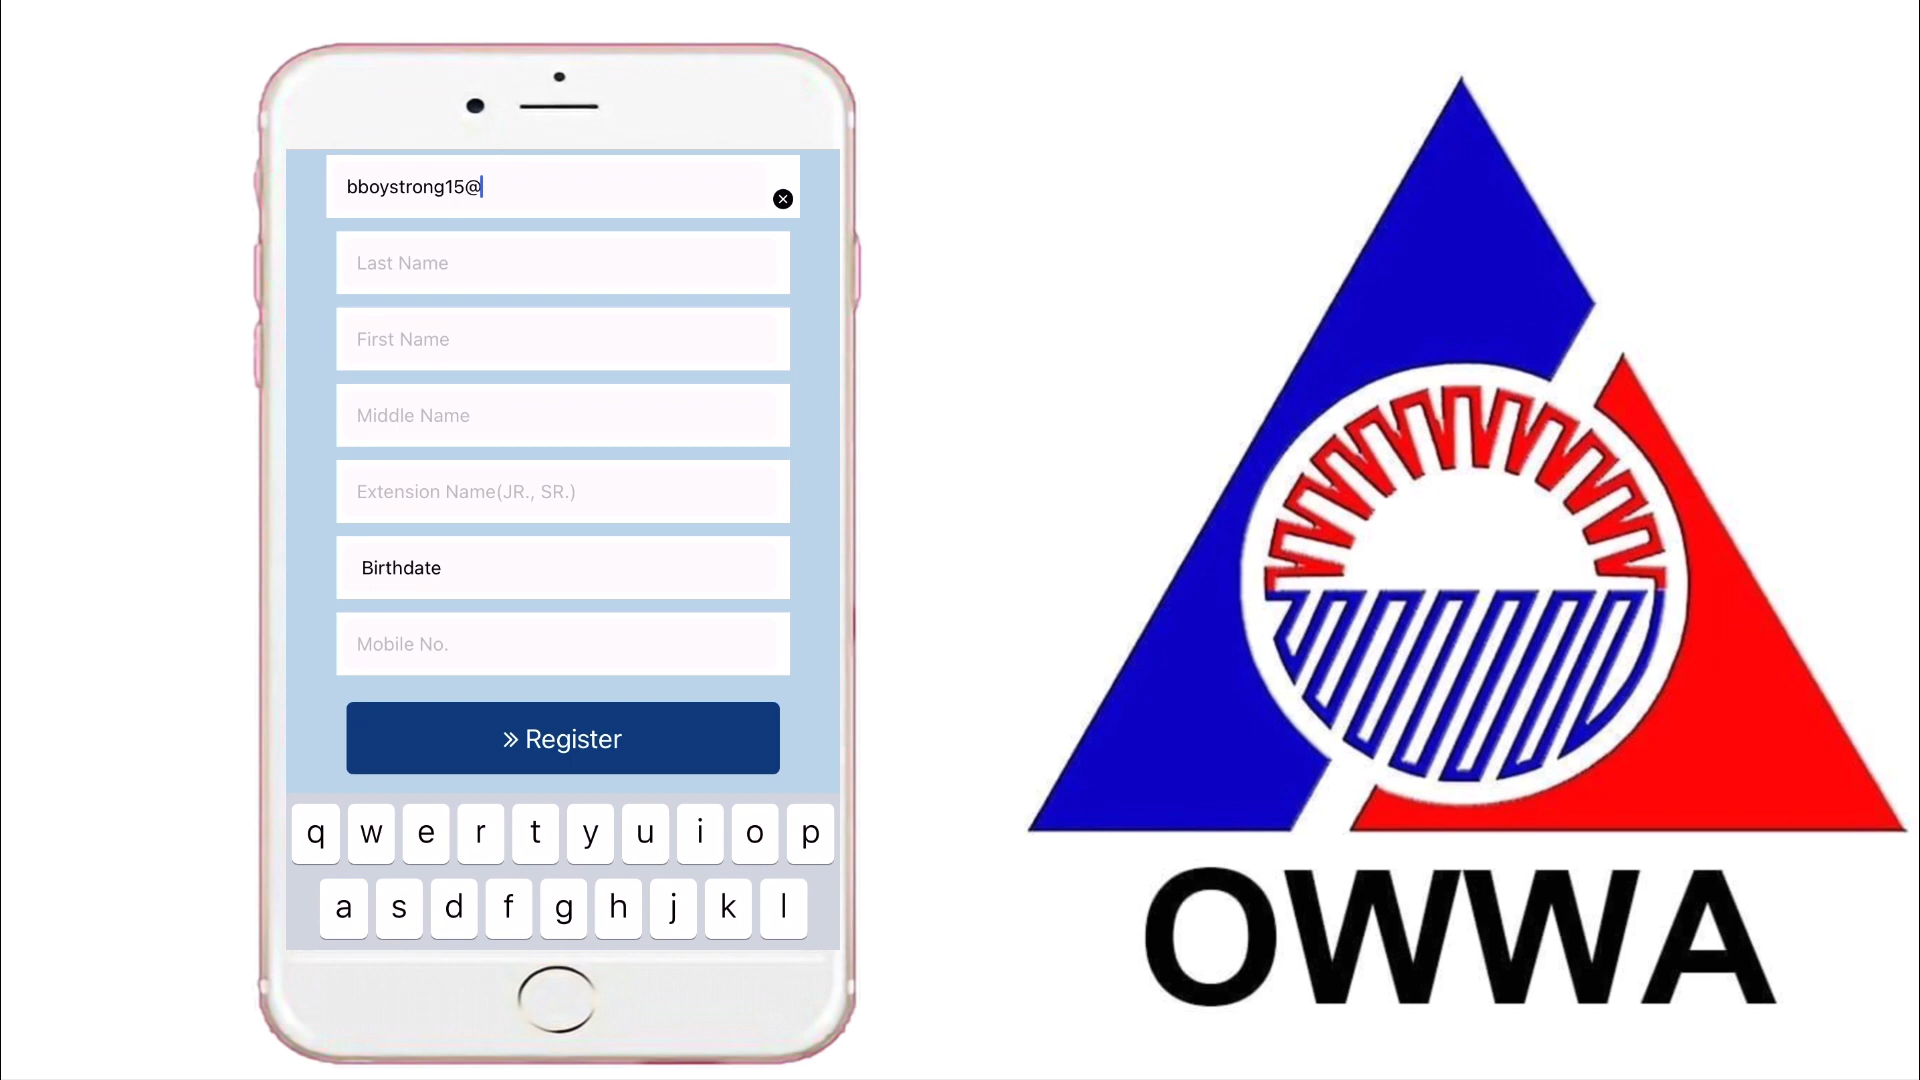 bboystrong15@
Last Name
First Name
Middle Name
Extension Name(JR., SR.)
Birthdate
Mobile No.
» Register
q w e r t y u i o p
a s d f g h j k l
OWWA